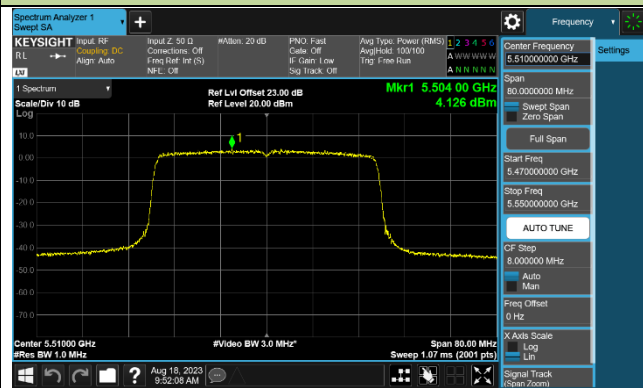 Spectrum Analyzer 1
Swept SA
Frequency
KEYSIGHT
Input: RF
Input Z: 50 Ω
#Atten: 20 dB
PNO: Fast
Avg Type: Power (RMS)
1 2 3 4 5 6
R L
Coupling: DC
Corrections: Off
Gate: Off
Avg|Hold: 100/100
A W W W W W
Align: Auto
Freq Ref: Int (S)
IF Gain: Low
Trig: Free Run
NFE: Off
Sig Track: Off
A N N N N N
LXI
1 Spectrum
Scale/Div 10 dB
Ref Lvl Offset 23.00 dB
Ref Level 20.00 dBm
Mkr1 5.504 00 GHz
4.126 dBm
Log
1
10.0
0.00
-10.0
-20.0
-30.0
-40.0
-50.0
-60.0
-70.0
Center 5.51000 GHz
#Video BW 3.0 MHz*
Span 80.00 MHz
#Res BW 1.0 MHz
Sweep 1.07 ms (2001 pts)
Aug 18, 2023
9:52:08 AM
Center Frequency
5.510000000 GHz
Settings
Span
80.0000000 MHz
Swept Span
Zero Span
Full Span
Start Freq
5.470000000 GHz
Stop Freq
5.550000000 GHz
AUTO TUNE
CF Step
8.000000 MHz
Auto
Man
Freq Offset
0 Hz
X Axis Scale
Log
Lin
Signal Track
(Span Zoom)